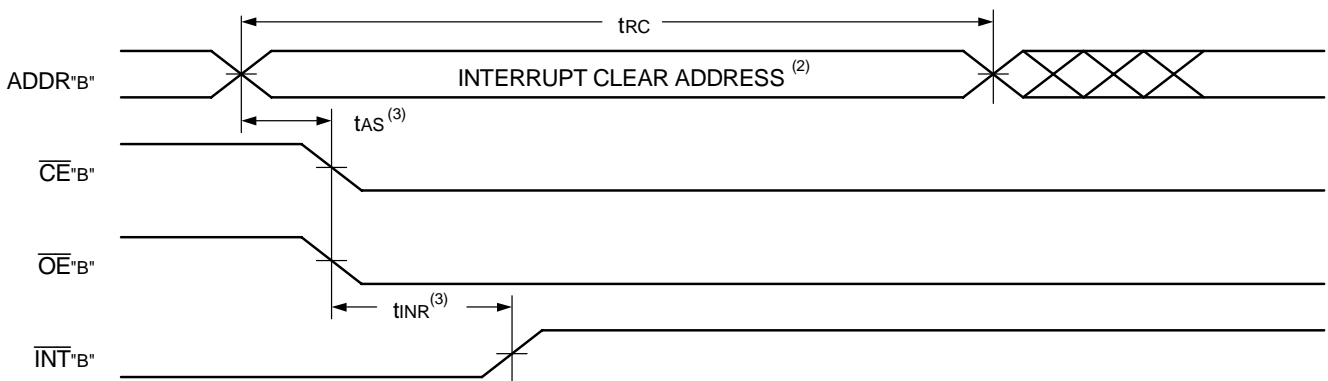 tRC
ADDR"B"
INTERRUPT CLEAR ADDRESS (2)
tAS (3)
CE"B"
OE"B"
tINR (3)
INT"B"